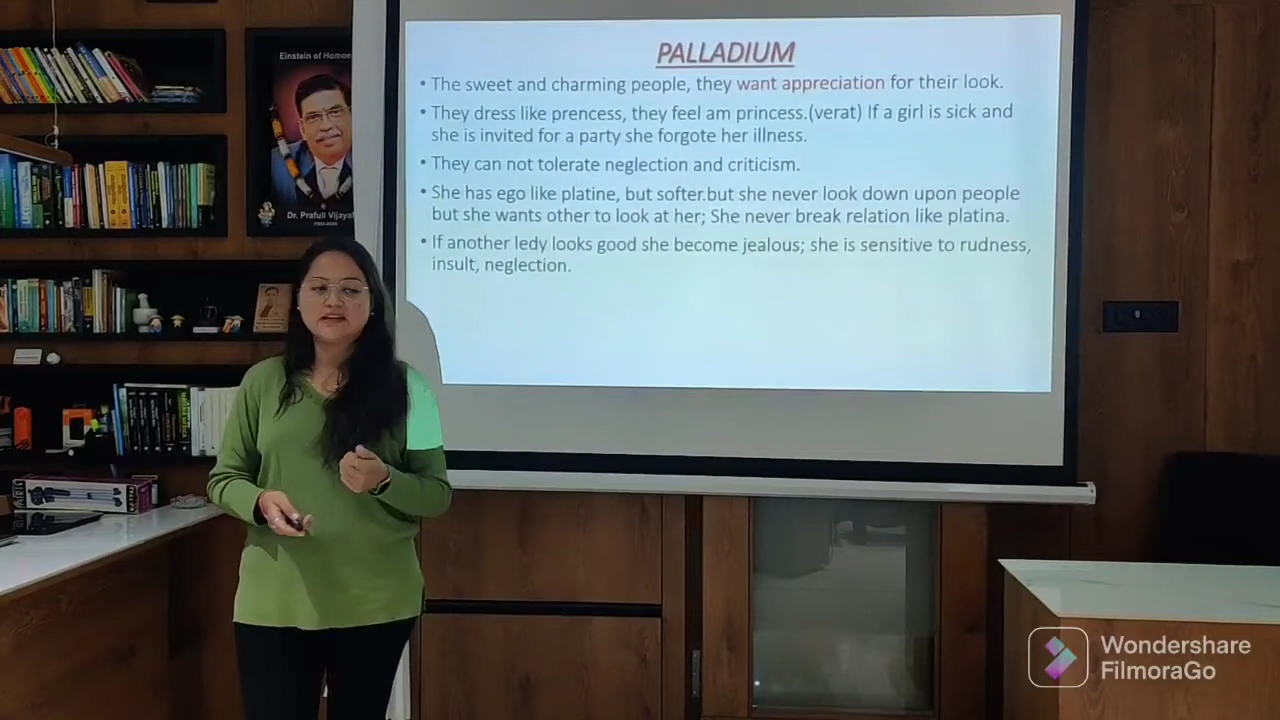 PALLADIUM
• The sweet and charming people, they want appreciation for their look.
• They dress like prencess, they feel am princess.(verat) If a girl is sick and
she is invited for a party she forgote her illness.
• They can not tolerate neglection and criticism.
• She has ego like platine, but softer.but she never look down upon people
but she wants other to look at her; She never break relation like platina.
• If another ledy looks good she become jealous; she is sensitive to rudness,
insult, neglection.
Einstein of Homoe
Dr. Prafull Vijaya
Wondershare
FilmoraGo